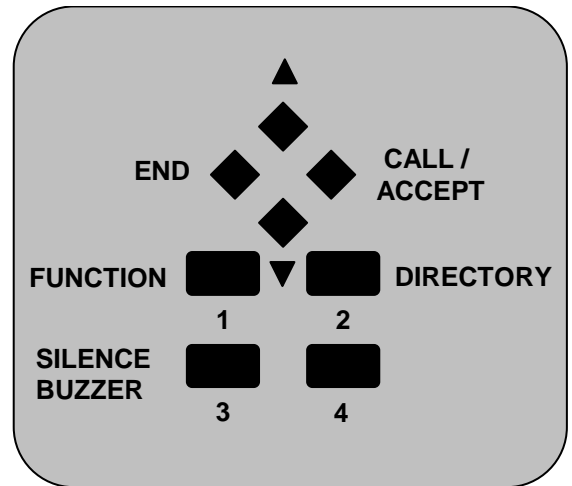 END
CALL /
ACCEPT
FUNCTION
DIRECTORY
1 2
SILENCE
BUZZER
3 4